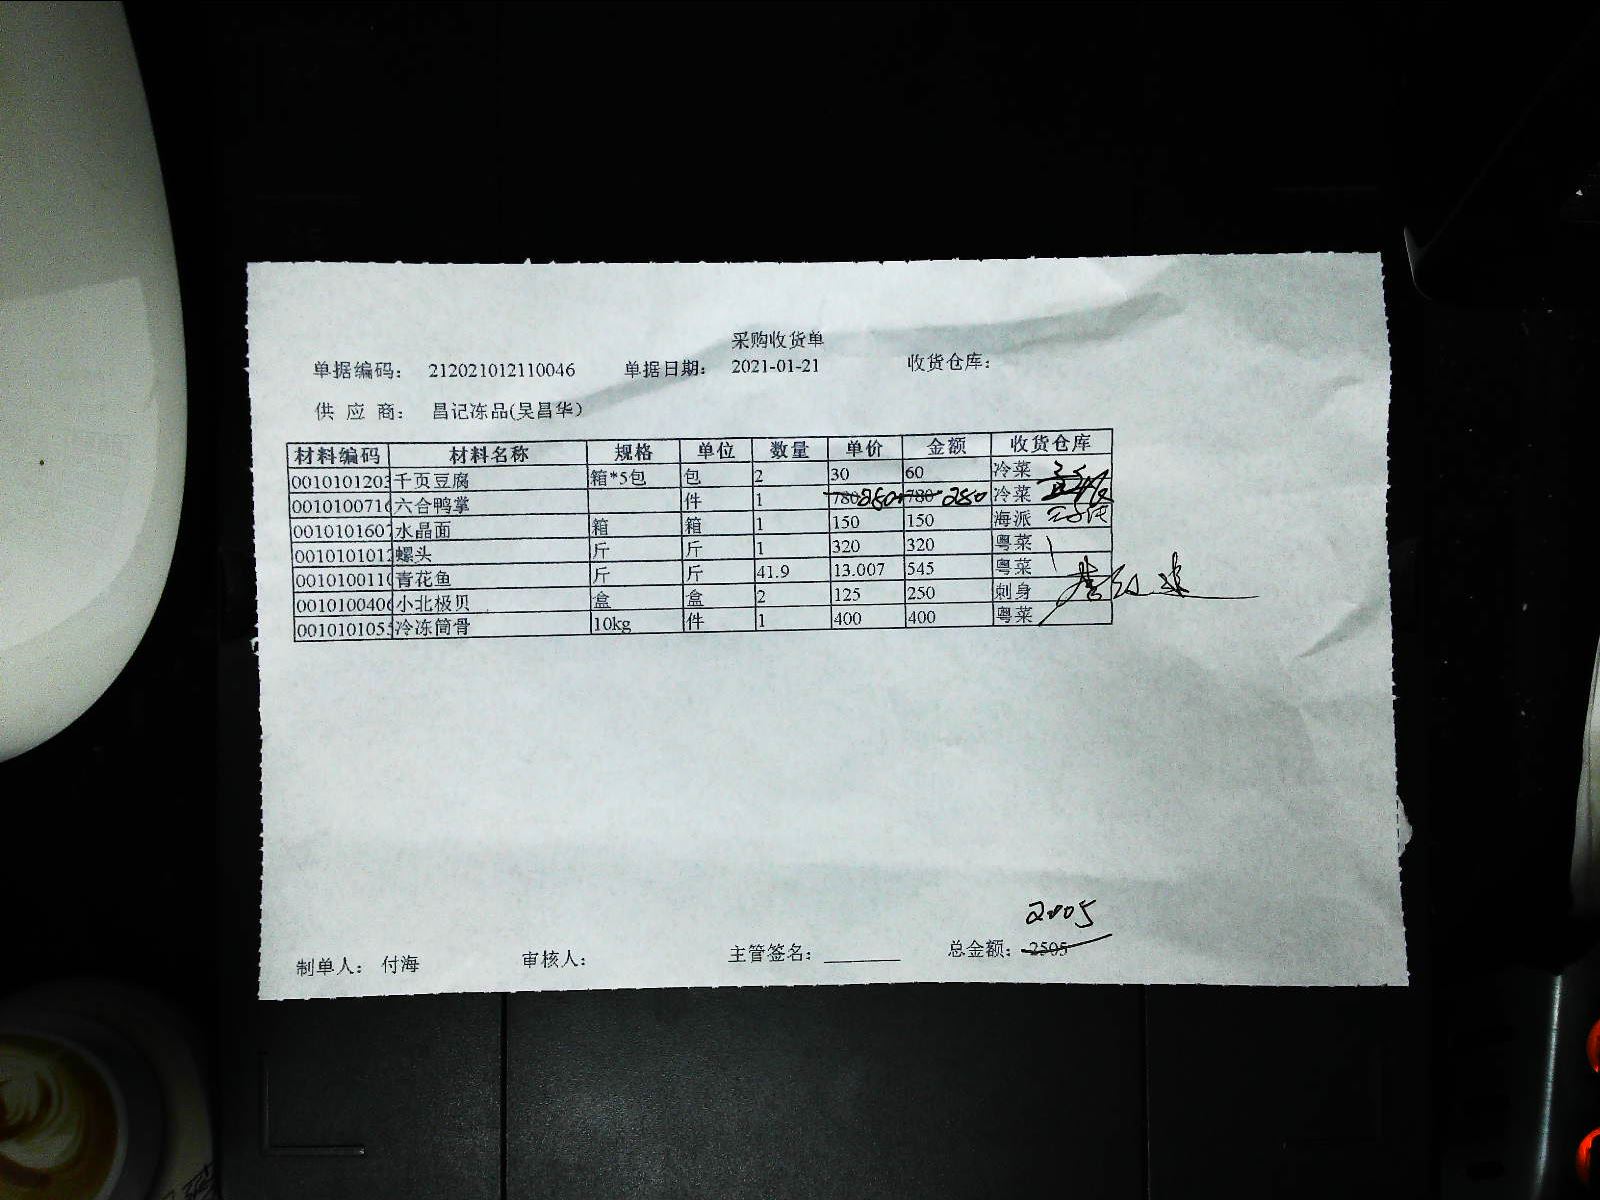 采购收货单
单据编码： 212021012110046 单据日期： 2021-01-21 收货仓库：
供 应 商： 昌记冻品(吴昌华)
材料编码 材料名称 规格 单位 数量 单价 金额 收货仓库
0010101203 千页豆腐 箱*5包 包 2 30 60 冷菜
0010100716 六合鸭掌 件 1 780 280 780 280 冷菜
0010101607 水晶面 箱 箱 1 150 150 海派
0010101012 螺头 斤 斤 1 320 320 粤菜
0010100110 青花鱼 斤 斤 41.9 13.007 545 粤菜
0010100406 小北极贝 盒 盒 2 125 250 刺身
0010101055 冷冻筒骨 10kg 件 1 400 400 粤菜
2005
制单人： 付海 审核人： 主管签名： 总金额： 2505